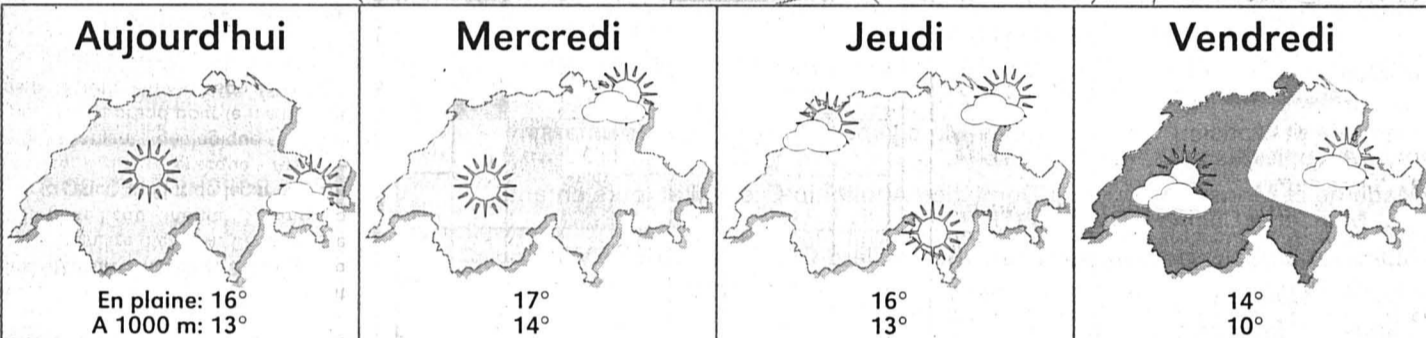 Aujourd'hui
En plaine: 16°
A 1000 m: 13°
Mercredi
17°
14°
Jeudi
16°
13°
Vendredi
14°
10°